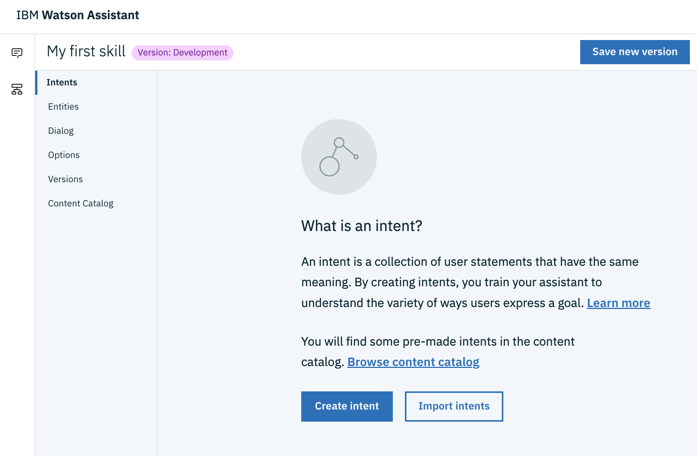 IBM Watson Assistant
My first skill
Version: Development
Save new version
Intents
Entities
Dialog
Options
Versions
Content Catalog
What is an intent?
An intent is a collection of user statements that have the same
meaning. By creating intents, you train your assistant to
understand the variety of ways users express a goal. Learn more
You will find some pre-made intents in the content
catalog. Browse content catalog
Create intent
Import intents